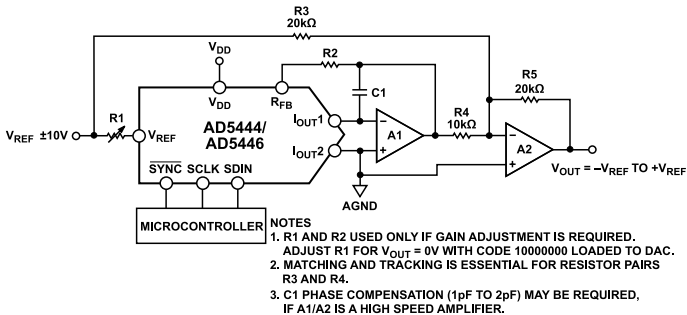 R3
20kΩ
VDD
R2
VDD
RFB
C1
R5
20kΩ
R1
VREF ±10V
VREF
AD5444/
AD5446
IOUT1
IOUT2
A1
R4
10kΩ
A2
SYNC SCLK SDIN
VOUT = –VREF TO +VREF
AGND
MICROCONTROLLER
NOTES
1. R1 AND R2 USED ONLY IF GAIN ADJUSTMENT IS REQUIRED.
ADJUST R1 FOR VOUT = 0V WITH CODE 10000000 LOADED TO DAC.
2. MATCHING AND TRACKING IS ESSENTIAL FOR RESISTOR PAIRS
R3 AND R4.
3. C1 PHASE COMPENSATION (1pF TO 2pF) MAY BE REQUIRED,
IF A1/A2 IS A HIGH SPEED AMPLIFIER.